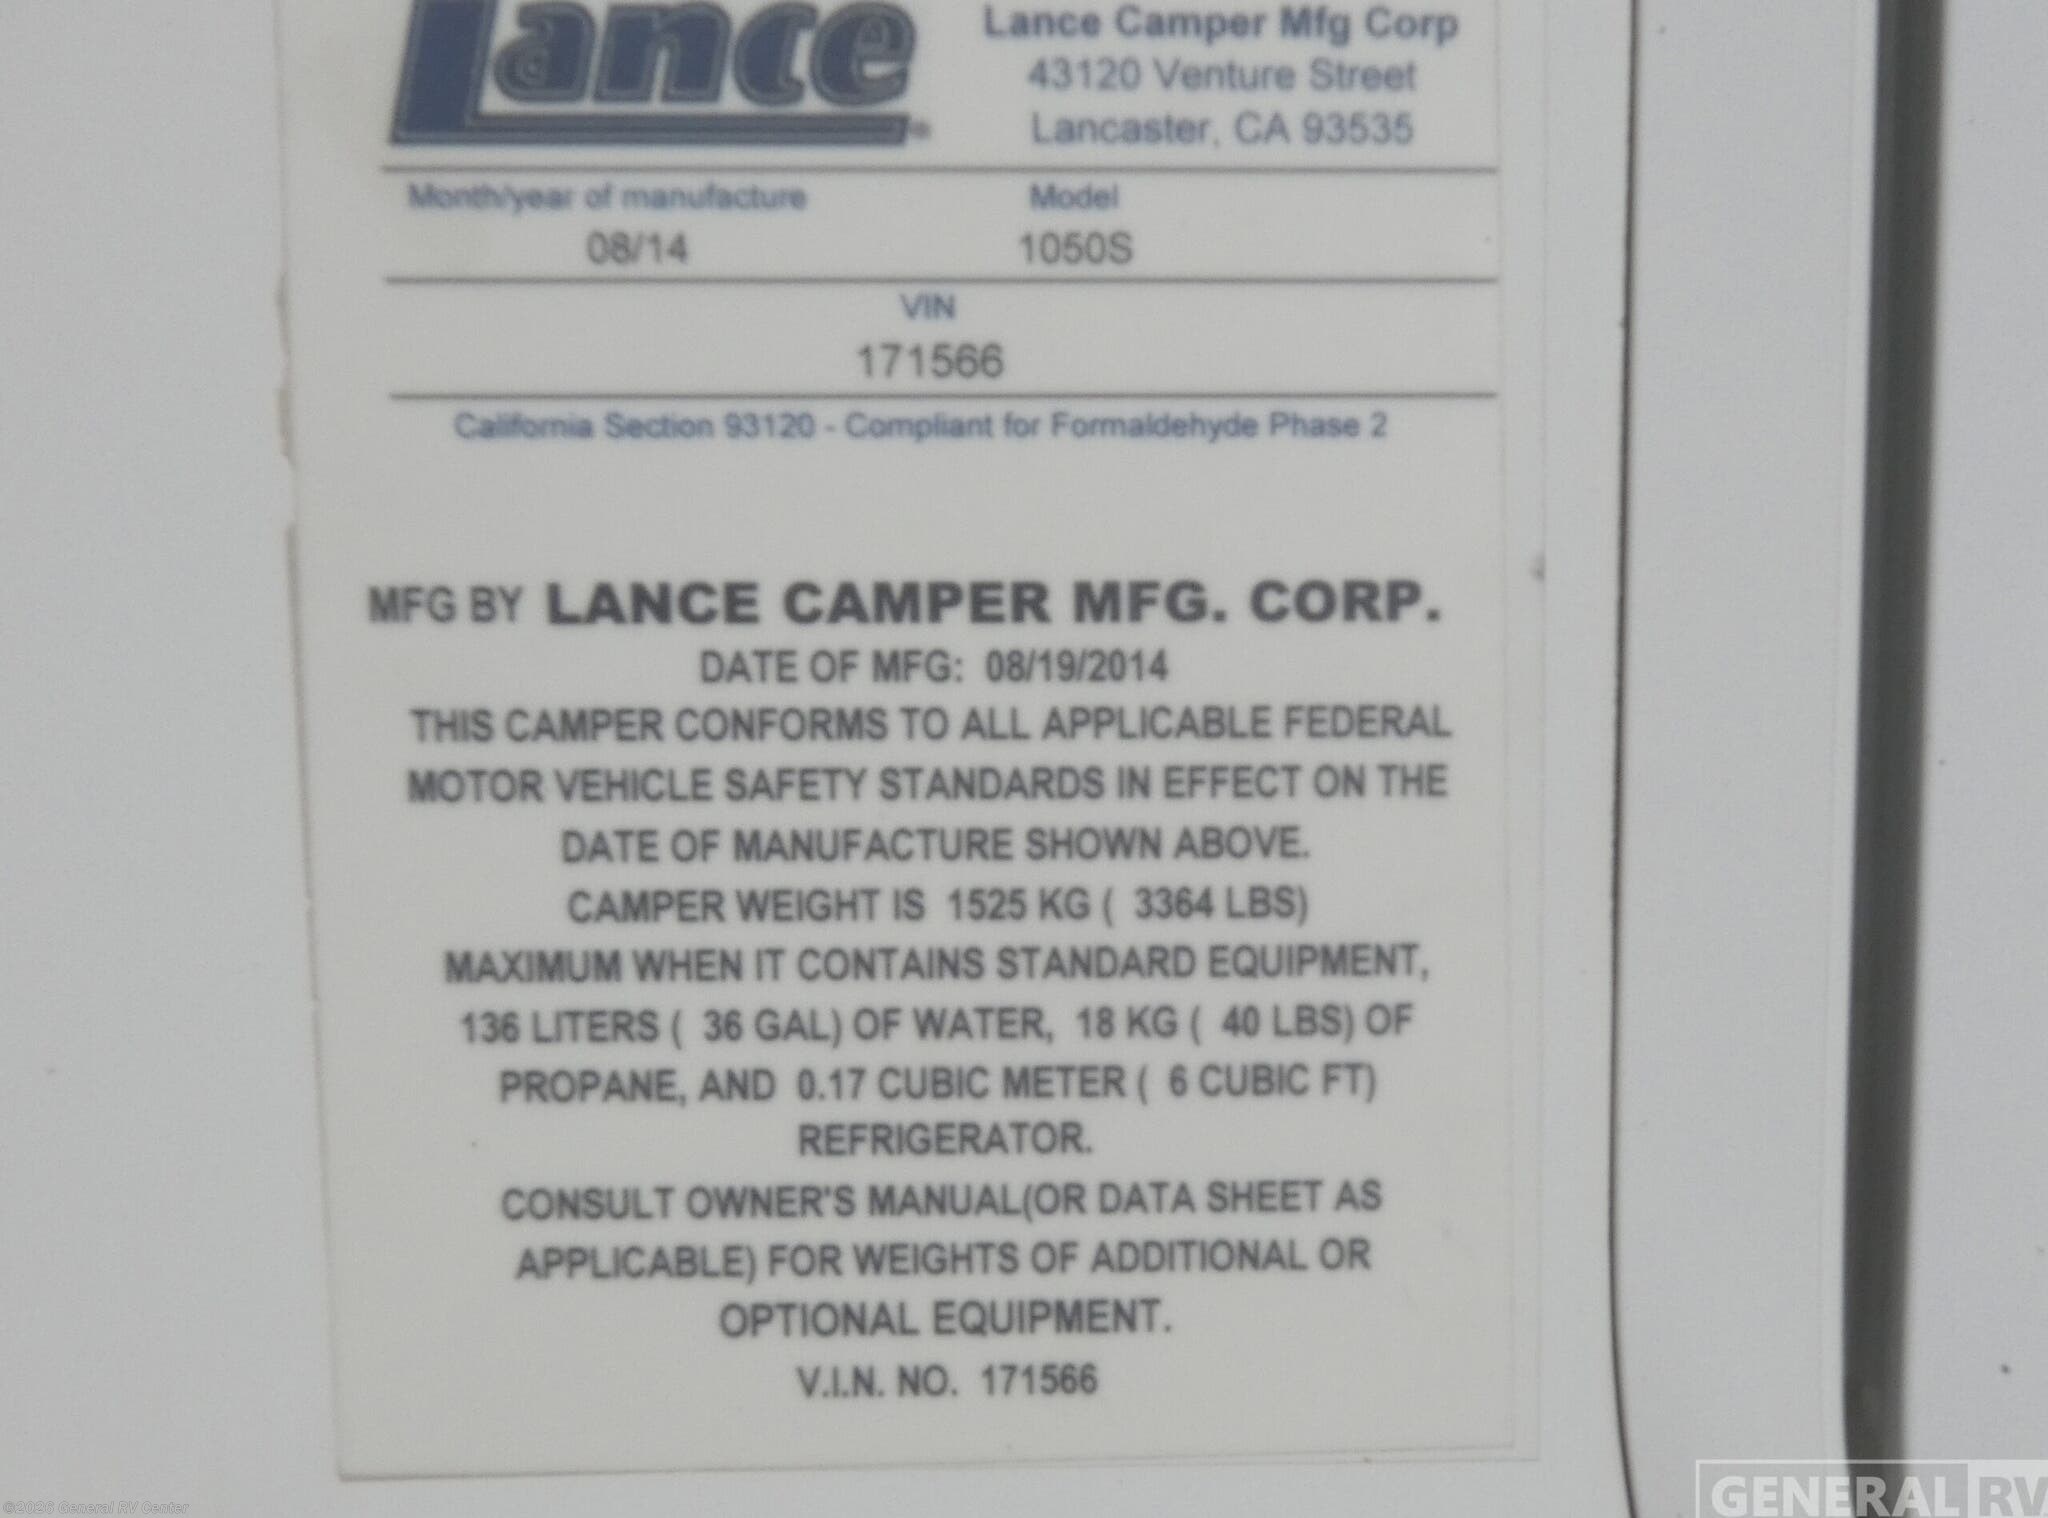 Lance
Lance Camper Mfg Corp
43120 Venture Street
Lancaster, CA 93535
Month/year of manufacture Model
08/14 1050S
VIN
171566
California Section 93120 - Compliant for Formaldehyde Phase 2
MFG BY LANCE CAMPER MFG. CORP.
DATE OF MFG: 08/19/2014
THIS CAMPER CONFORMS TO ALL APPLICABLE FEDERAL
MOTOR VEHICLE SAFETY STANDARDS IN EFFECT ON THE
DATE OF MANUFACTURE SHOWN ABOVE.
CAMPER WEIGHT IS 1525 KG ( 3364 LBS)
MAXIMUM WHEN IT CONTAINS STANDARD EQUIPMENT,
136 LITERS ( 36 GAL) OF WATER, 18 KG ( 40 LBS) OF
PROPANE, AND 0.17 CUBIC METER ( 6 CUBIC FT)
REFRIGERATOR.
CONSULT OWNER'S MANUAL(OR DATA SHEET AS
APPLICABLE) FOR WEIGHTS OF ADDITIONAL OR
OPTIONAL EQUIPMENT.
V.I.N. NO. 171566
GENERAL RV
General RV Center